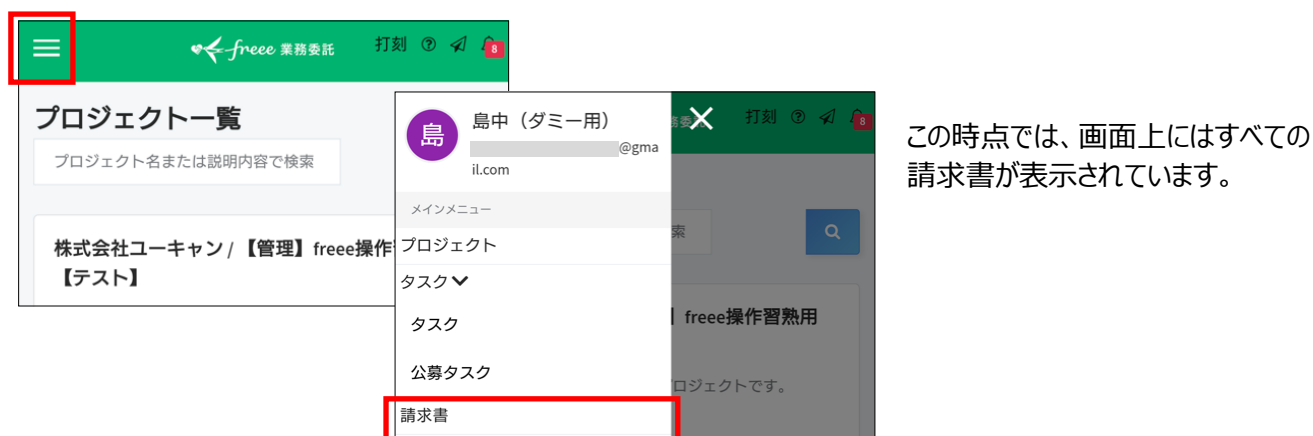 freee 業務委託
打刻
8
プロジェクト一覧
プロジェクト名または説明内容で検索
株式会社ユーキャン /【管理】freee操作
【テスト】
島
島中（ダミー用）
@gma
il.com
メインメニュー
プロジェクト
タスク
タスク
公募タスク
請求書
打刻
8
索
freee操作習熟用
ロジェクトです。
この時点では、画面上にはすべての
請求書が表示されています。